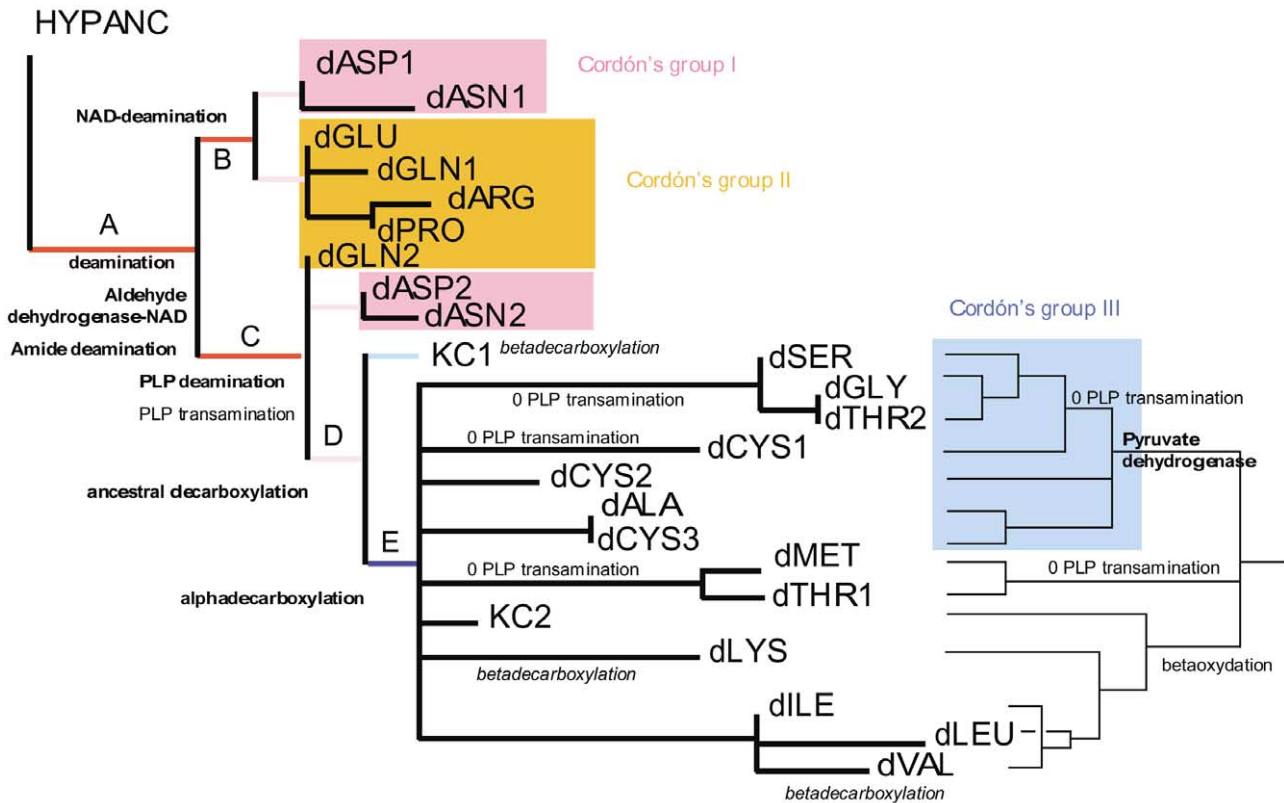 HYPANC
dASP1
Cordón's group I
dASN1
NAD-deamination
B
dGLU
dGLN1
Cordón's group II
dARG
dPRO
A
deamination
dGLN2
Aldehyde
dehydrogenase-NAD
dASP2
dASN2
Cordón's group III
Amide deamination
C
KC1
betadecarboxylation
dSER
PLP deamination
dGLY
0 PLP transamination
0 PLP transamination
PLP transamination
dTHR2
D
0 PLP transamination
dCYS1
Pyruvate
dehydrogenase
ancestral decarboxylation
dCYS2
dALA
E
dCYS3
0 PLP transamination
dMET
0 PLP transamination
alphadecarboxylation
dTHR1
KC2
dLYS
betadecarboxylation
betaoxydation
dILE
dLEU
dVAL
betadecarboxylation